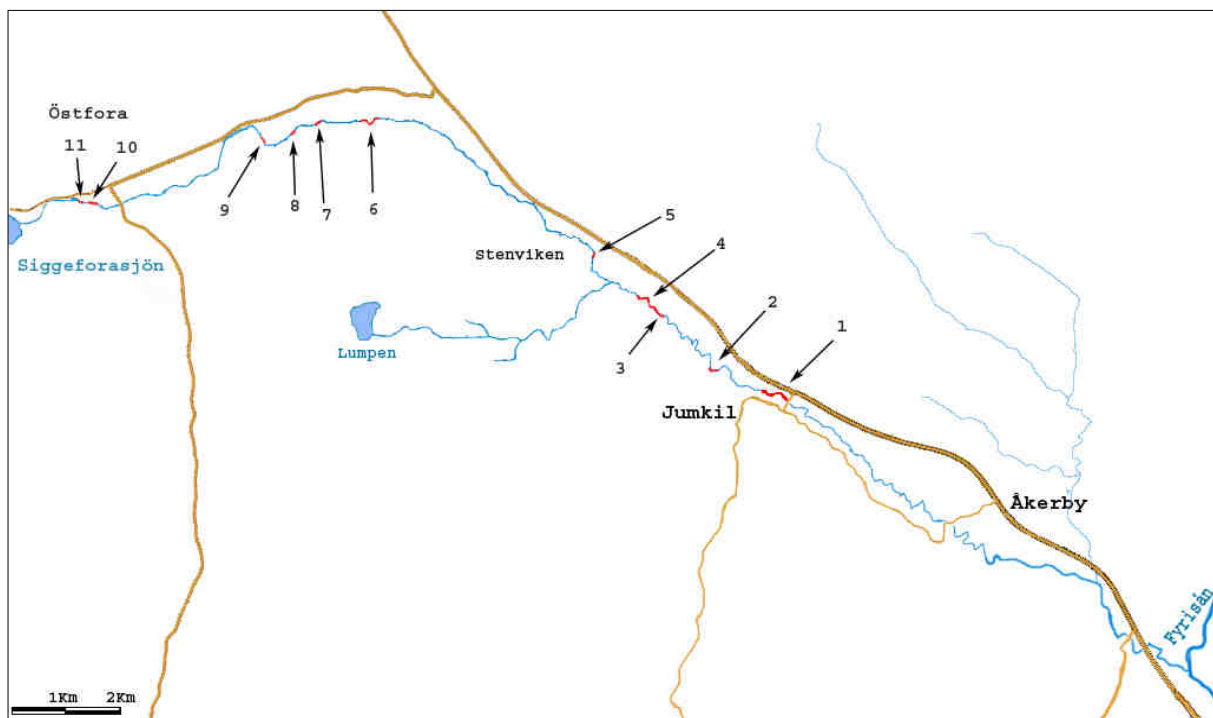 Östfora
11
10
9
8
7
6
5
4
Stenviken
Siggeforasjön
2
1
Lumpen
3
Jumkil
Åkerby
Fyrisån
1Km
2Km